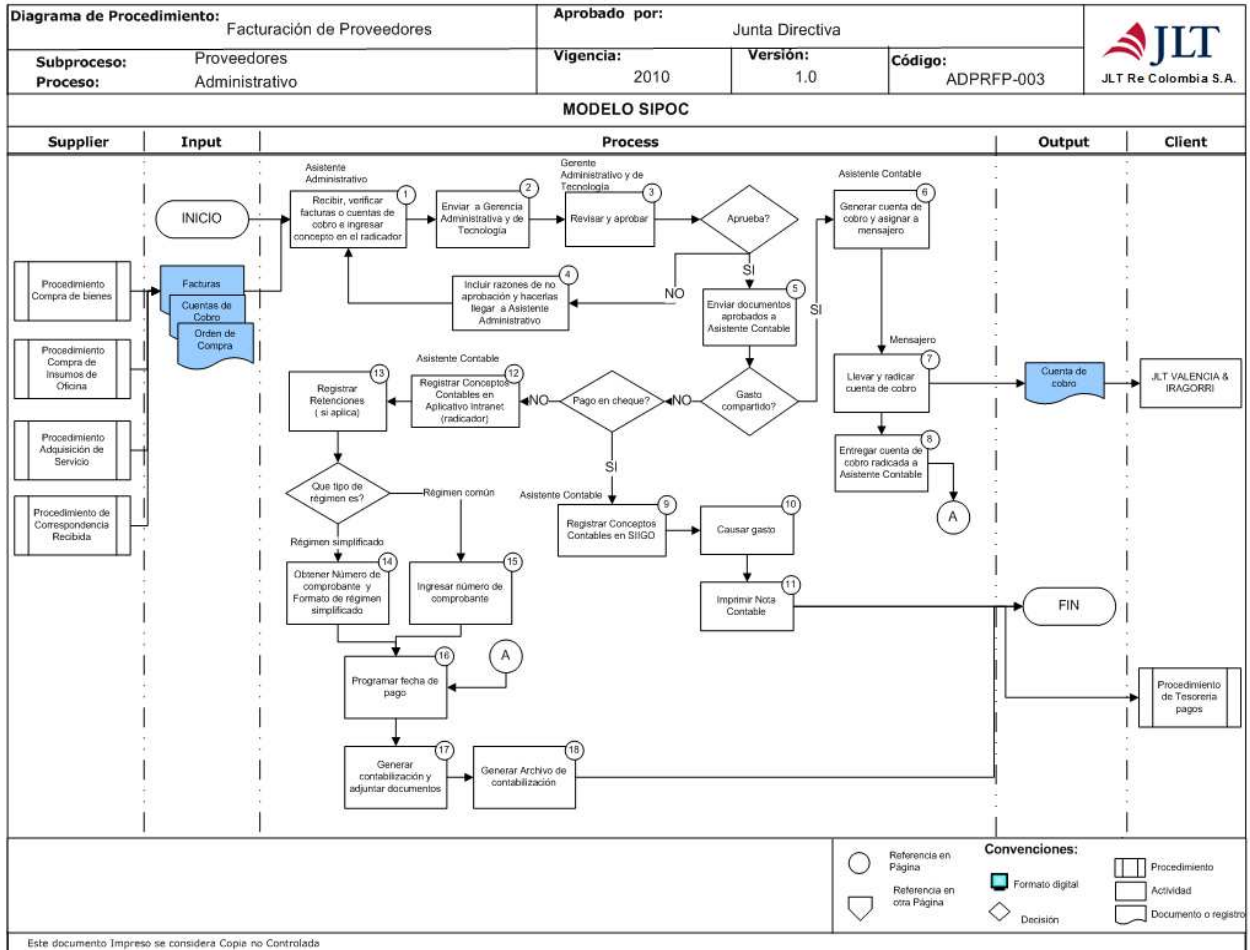 Diagrama de Procedimiento:
Facturación de Proveedores
Aprobado por:
Junta Directiva
Subproceso: Proveedores
Proceso: Administrativo
Vigencia:
2010
Versión:
1.0
Código:
ADPRFP-003
JLT
JLT Re Colombia S.A.
MODELO SIPOC
Supplier
Input
Process
Output
Client
Procedimiento
Compra de bienes
Procedimiento
Compra de
Insumos de
Oficina
Procedimiento
Adquisición de
Servicio
Procedimiento de
Correspondencia
Recibida
INICIO
Facturas
Cuentas de
Cobro
Orden de
Compra
Asistente
Administrativo
1
Recibir, verificar
facturas o cuentas de
cobro e ingresar
concepto en el radicador
2
Enviar a Gerencia
Administrativa y de
Tecnología
Gerente
Administrativo y de
Tecnología
3
Revisar y aprobar
Aprueba?
SI
NO
4
Incluir razones de no
aprobación y hacerlas
llegar a Asistente
Administrativo
5
Enviar documentos
aprobados a
Asistente Contable
Gasto
compartido?
SI
NO
Asistente Contable
6
Generar cuenta de
cobro y asignar a
mensajero
Mensajero
7
Llevar y radicar
cuenta de cobro
8
Entregar cuenta de
cobro radicada a
Asistente Contable
A
Cuenta de
cobro
JLT VALENCIA &
IRAGORRI
Pago en cheque?
NO
SI
Asistente Contable
12
Registrar Conceptos
Contables en
Aplicativo Intranet
(radicador)
13
Registrar
Retenciones
( si aplica)
Que tipo de
régimen es?
Régimen común
Régimen simplificado
14
Obtener Número de
comprobante y
Formato de régimen
simplificado
15
Ingresar número de
comprobante
Asistente Contable
9
Registrar Conceptos
Contables en SIIGO
10
Causar gasto
11
Imprimir Nota
Contable
FIN
16
Programar fecha de
pago
A
17
Generar
contabilización y
adjuntar documentos
18
Generar Archivo de
contabilización
Procedimiento
de Tesoreria
pagos
Convenciones:
Referencia en
Página
Referencia en
otra Página
Formato digital
Decisión
Procedimiento
Actividad
Documento o registro
Este documento Impreso se considera Copia no Controlada